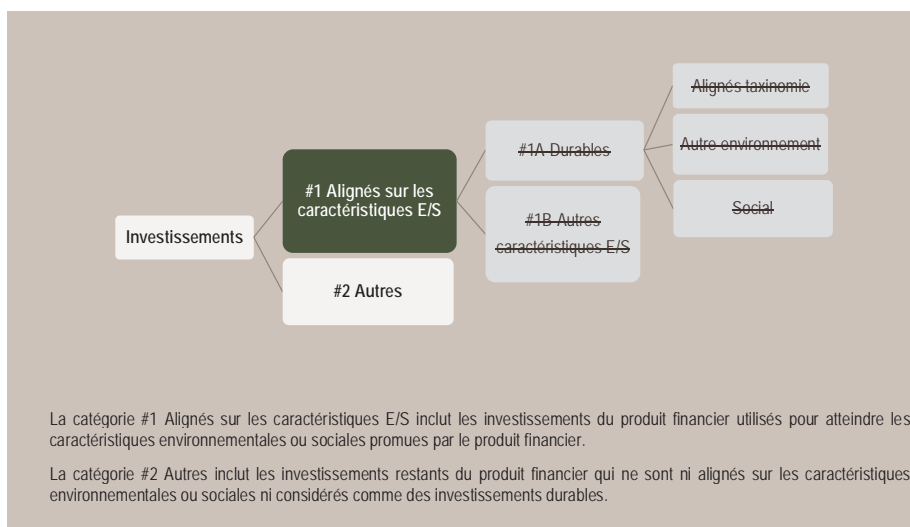 Alignés taxinomie
#1A Durables
Autre environnement
#1 Alignés sur les
caractéristiques E/S
Social
#1B Autres
caractéristiques E/S
Investissements
#2 Autres
La catégorie #1 Alignés sur les caractéristiques E/S inclut les investissements du produit financier utilisés pour atteindre les
caractéristiques environnementales ou sociales promues par le produit financier.
La catégorie #2 Autres inclut les investissements restants du produit financier qui ne sont ni alignés sur les caractéristiques
environnementales ou sociales ni considérés comme des investissements durables.